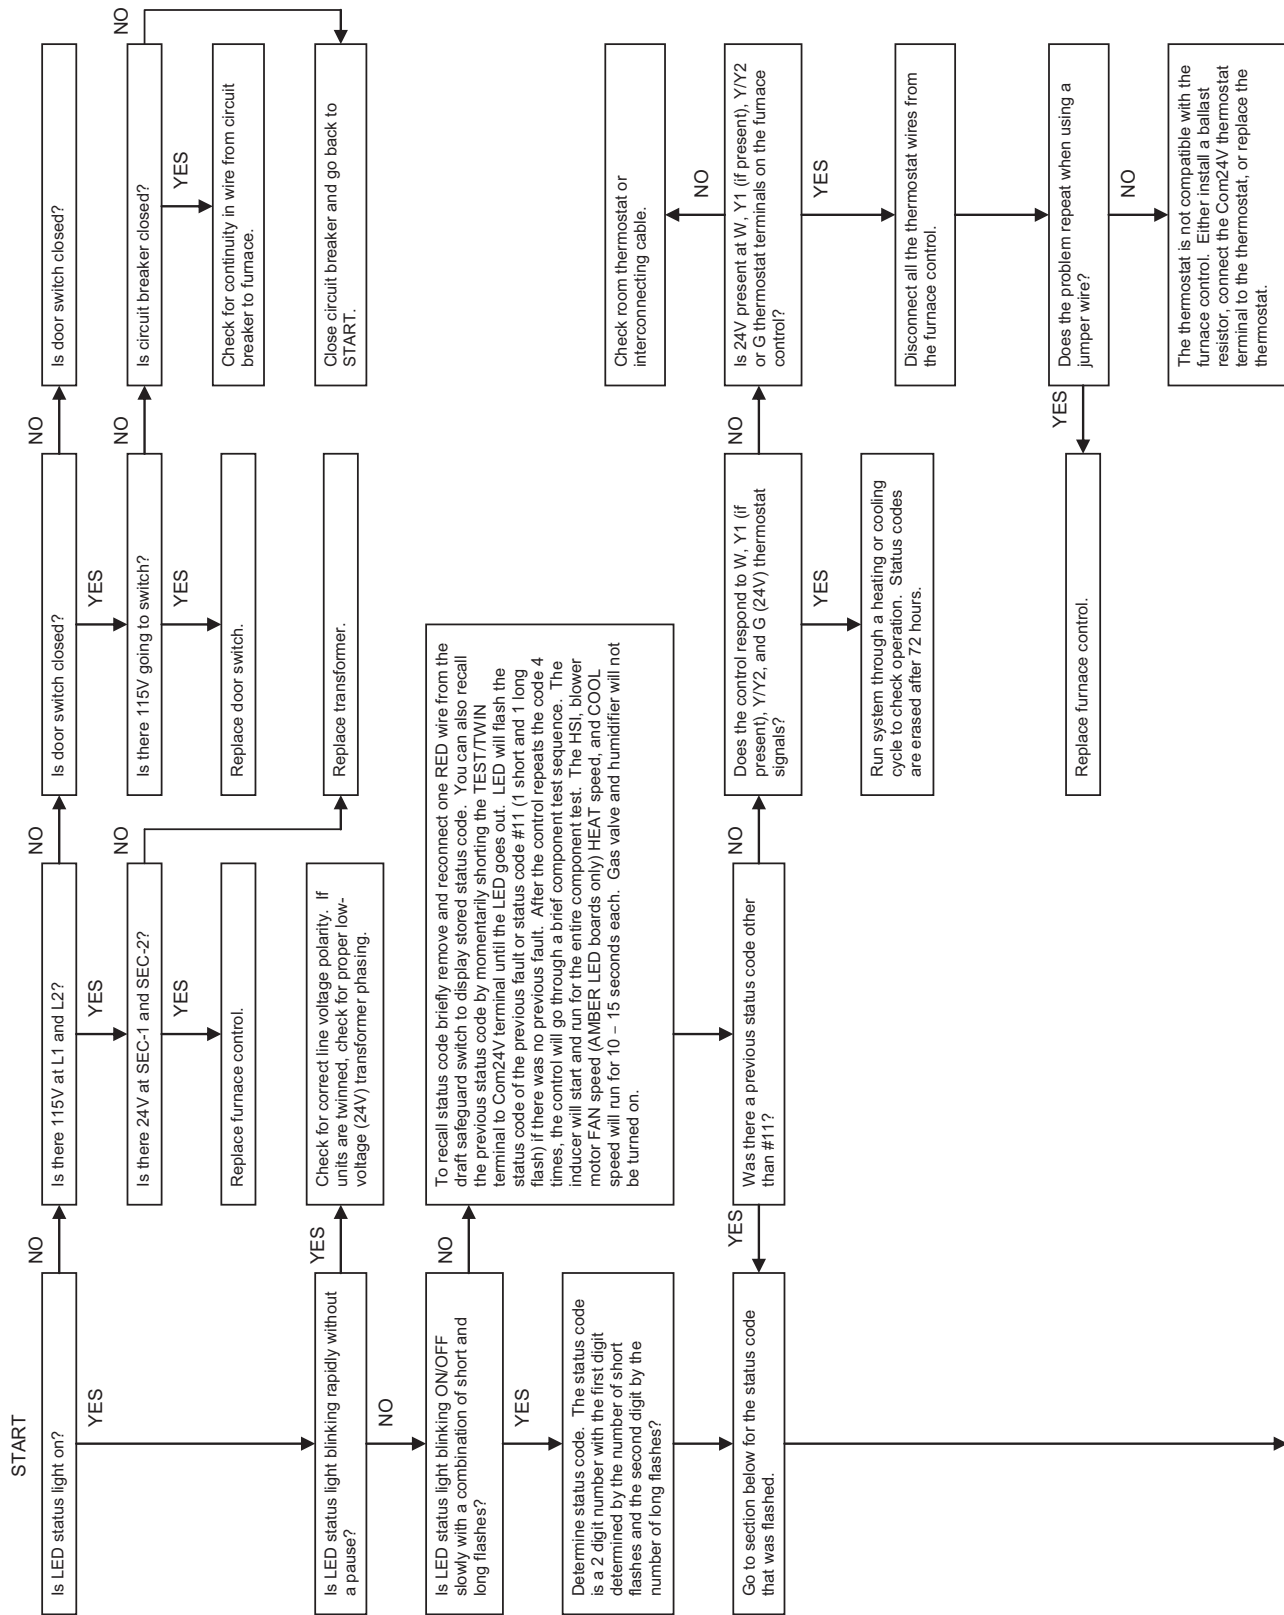 START
Is LED status light on?
NO
YES
Is there 115V at L1 and L2?
NO
YES
Is door switch closed?
NO
YES
Is door switch closed?
Is there 24V at SEC-1 and SEC-2?
NO
YES
Is there 115V going to switch?
NO
YES
Is circuit breaker closed?
NO
YES
Replace furnace control.
Replace door switch.
Check for continuity in wire from circuit
breaker to furnace.
Is LED status light blinking rapidly without
a pause?
YES
NO
Check for correct line voltage polarity. If
units are twinned, check for proper low-
voltage (24V) transformer phasing.
Replace transformer.
Close circuit breaker and go back to
START.
Is LED status light blinking ON/OFF
slowly with a combination of short and
long flashes?
NO
YES
To recall status code briefly remove and reconnect one RED wire from the
draft safeguard switch to display stored status code. You can also recall
the previous status code by momentarily shorting the TEST/TWIN
terminal to Com24V terminal until the LED goes out. LED will flash the
status code of the previous fault or status code #11 (1 short and 1 long
flash) if there was no previous fault. After the control repeats the code 4
times, the control will go through a brief component test sequence. The
inducer will start and run for the entire component test. The HSI, blower
motor FAN speed (AMBER LED boards only) HEAT speed, and COOL
speed will run for 10 – 15 seconds each. Gas valve and humidifier will not
be turned on.
Determine status code. The status code
is a 2 digit number with the first digit
determined by the number of short
flashes and the second digit by the
number of long flashes?
Go to section below for the status code
that was flashed.
YES
Was there a previous status code other
than #11?
NO
Does the control respond to W, Y1 (if
present), Y/Y2, and G (24V) thermostat
signals?
NO
YES
Run system through a heating or cooling
cycle to check operation. Status codes
are erased after 72 hours.
Check room thermostat or
interconnecting cable.
NO
Is 24V present at W, Y1 (if present), Y/Y2
or G thermostat terminals on the furnace
control?
YES
Disconnect all the thermostat wires from
the furnace control.
Does the problem repeat when using a
jumper wire?
YES
NO
Replace furnace control.
The thermostat is not compatible with the
furnace control. Either install a ballast
resistor, connect the Com24V thermostat
terminal to the thermostat, or replace the
thermostat.